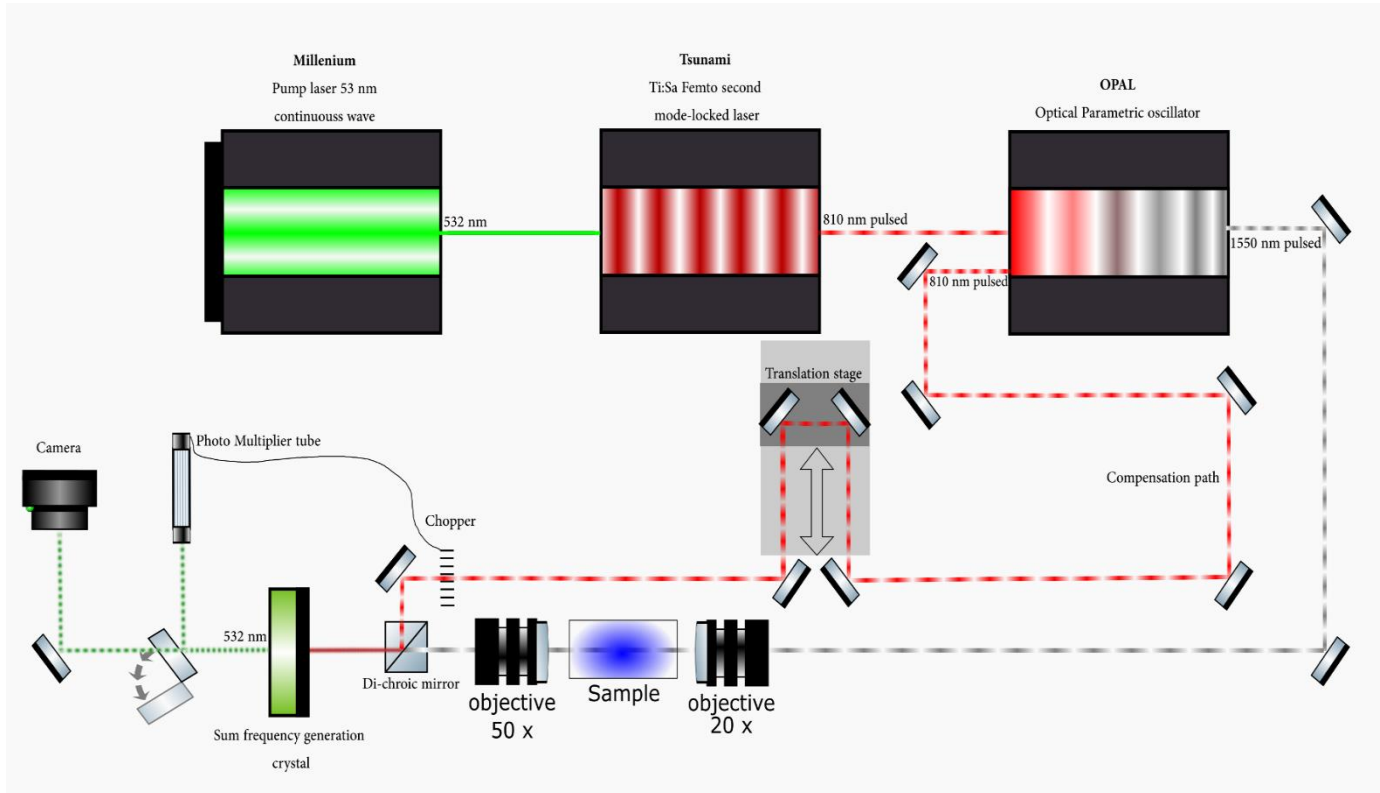 Millenium
Pump laser 53 nm
continuouss wave
Tsunami
Ti:Sa Femto second
mode-locked laser
OPAL
Optical Parametric oscillator
532 nm
810 nm pulsed
1550 nm pulsed
810 nm pulsed
Translation stage
Compensation path
Camera
Photo Multiplier tube
Chopper
532 nm
Di-chroic mirror
objective
50 x
Sample
objective
20 x
Sum frequency generation
crystal